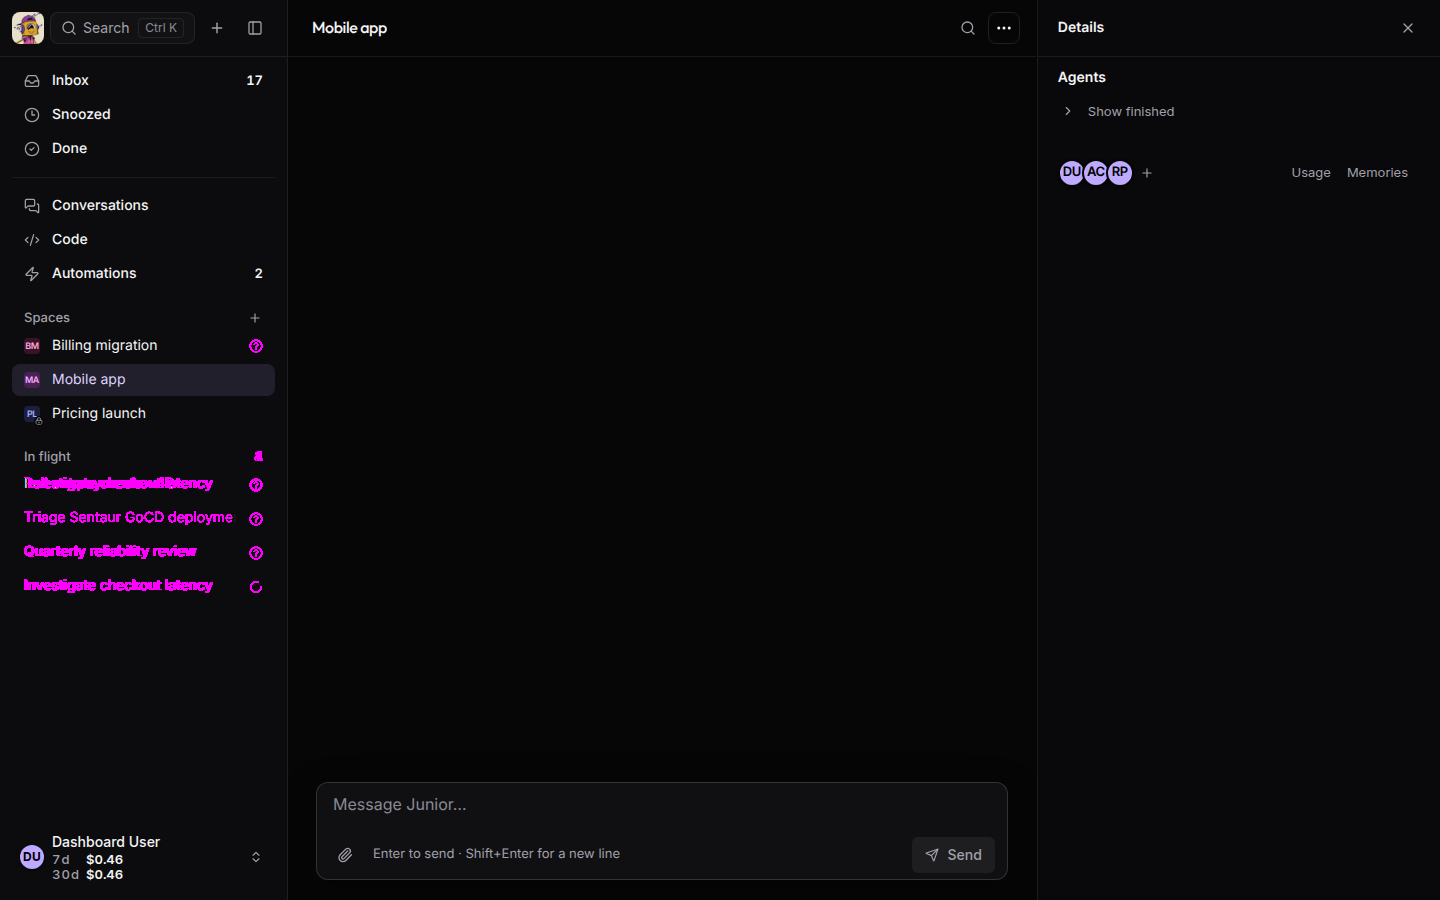 Search Ctrl K
Mobile app
Details
Inbox 17
Snoozed
Done
Conversations
Code
Automations 2
Spaces
BM Billing migration
MA Mobile app
PL Pricing launch
In flight
Triage Sentaur GoCD deployme
Quarterly reliability review
Investigate checkout latency
Agents
Show finished
DU AC RP
Usage Memories
Message Junior...
Enter to send · Shift+Enter for a new line
Send
DU Dashboard User
7d $0.46
30d $0.46